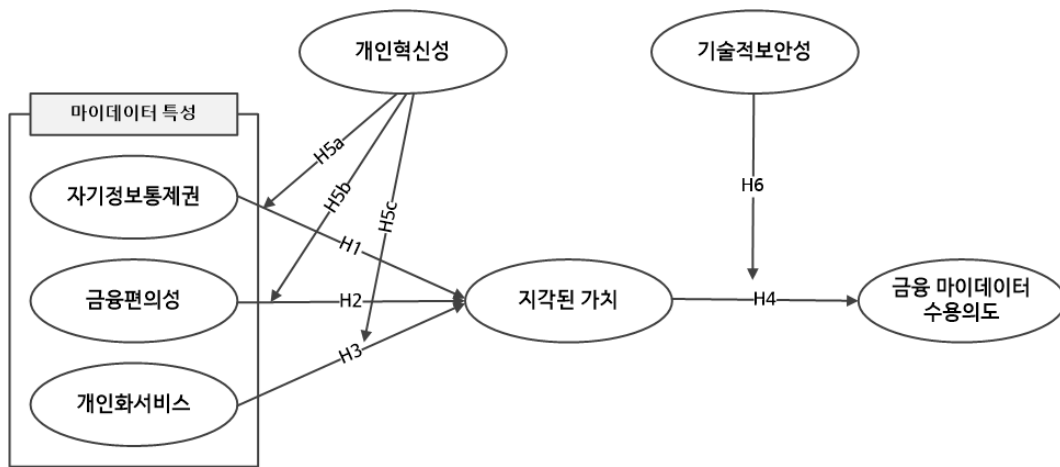 개인혁신성
기술적보안성
마이데이터 특성
자기정보통제권
H5a
H5b
H5c
H6
H1
금융편의성
H2
지각된 가치
H4
금융 마이데이터
수용의도
H3
개인화서비스